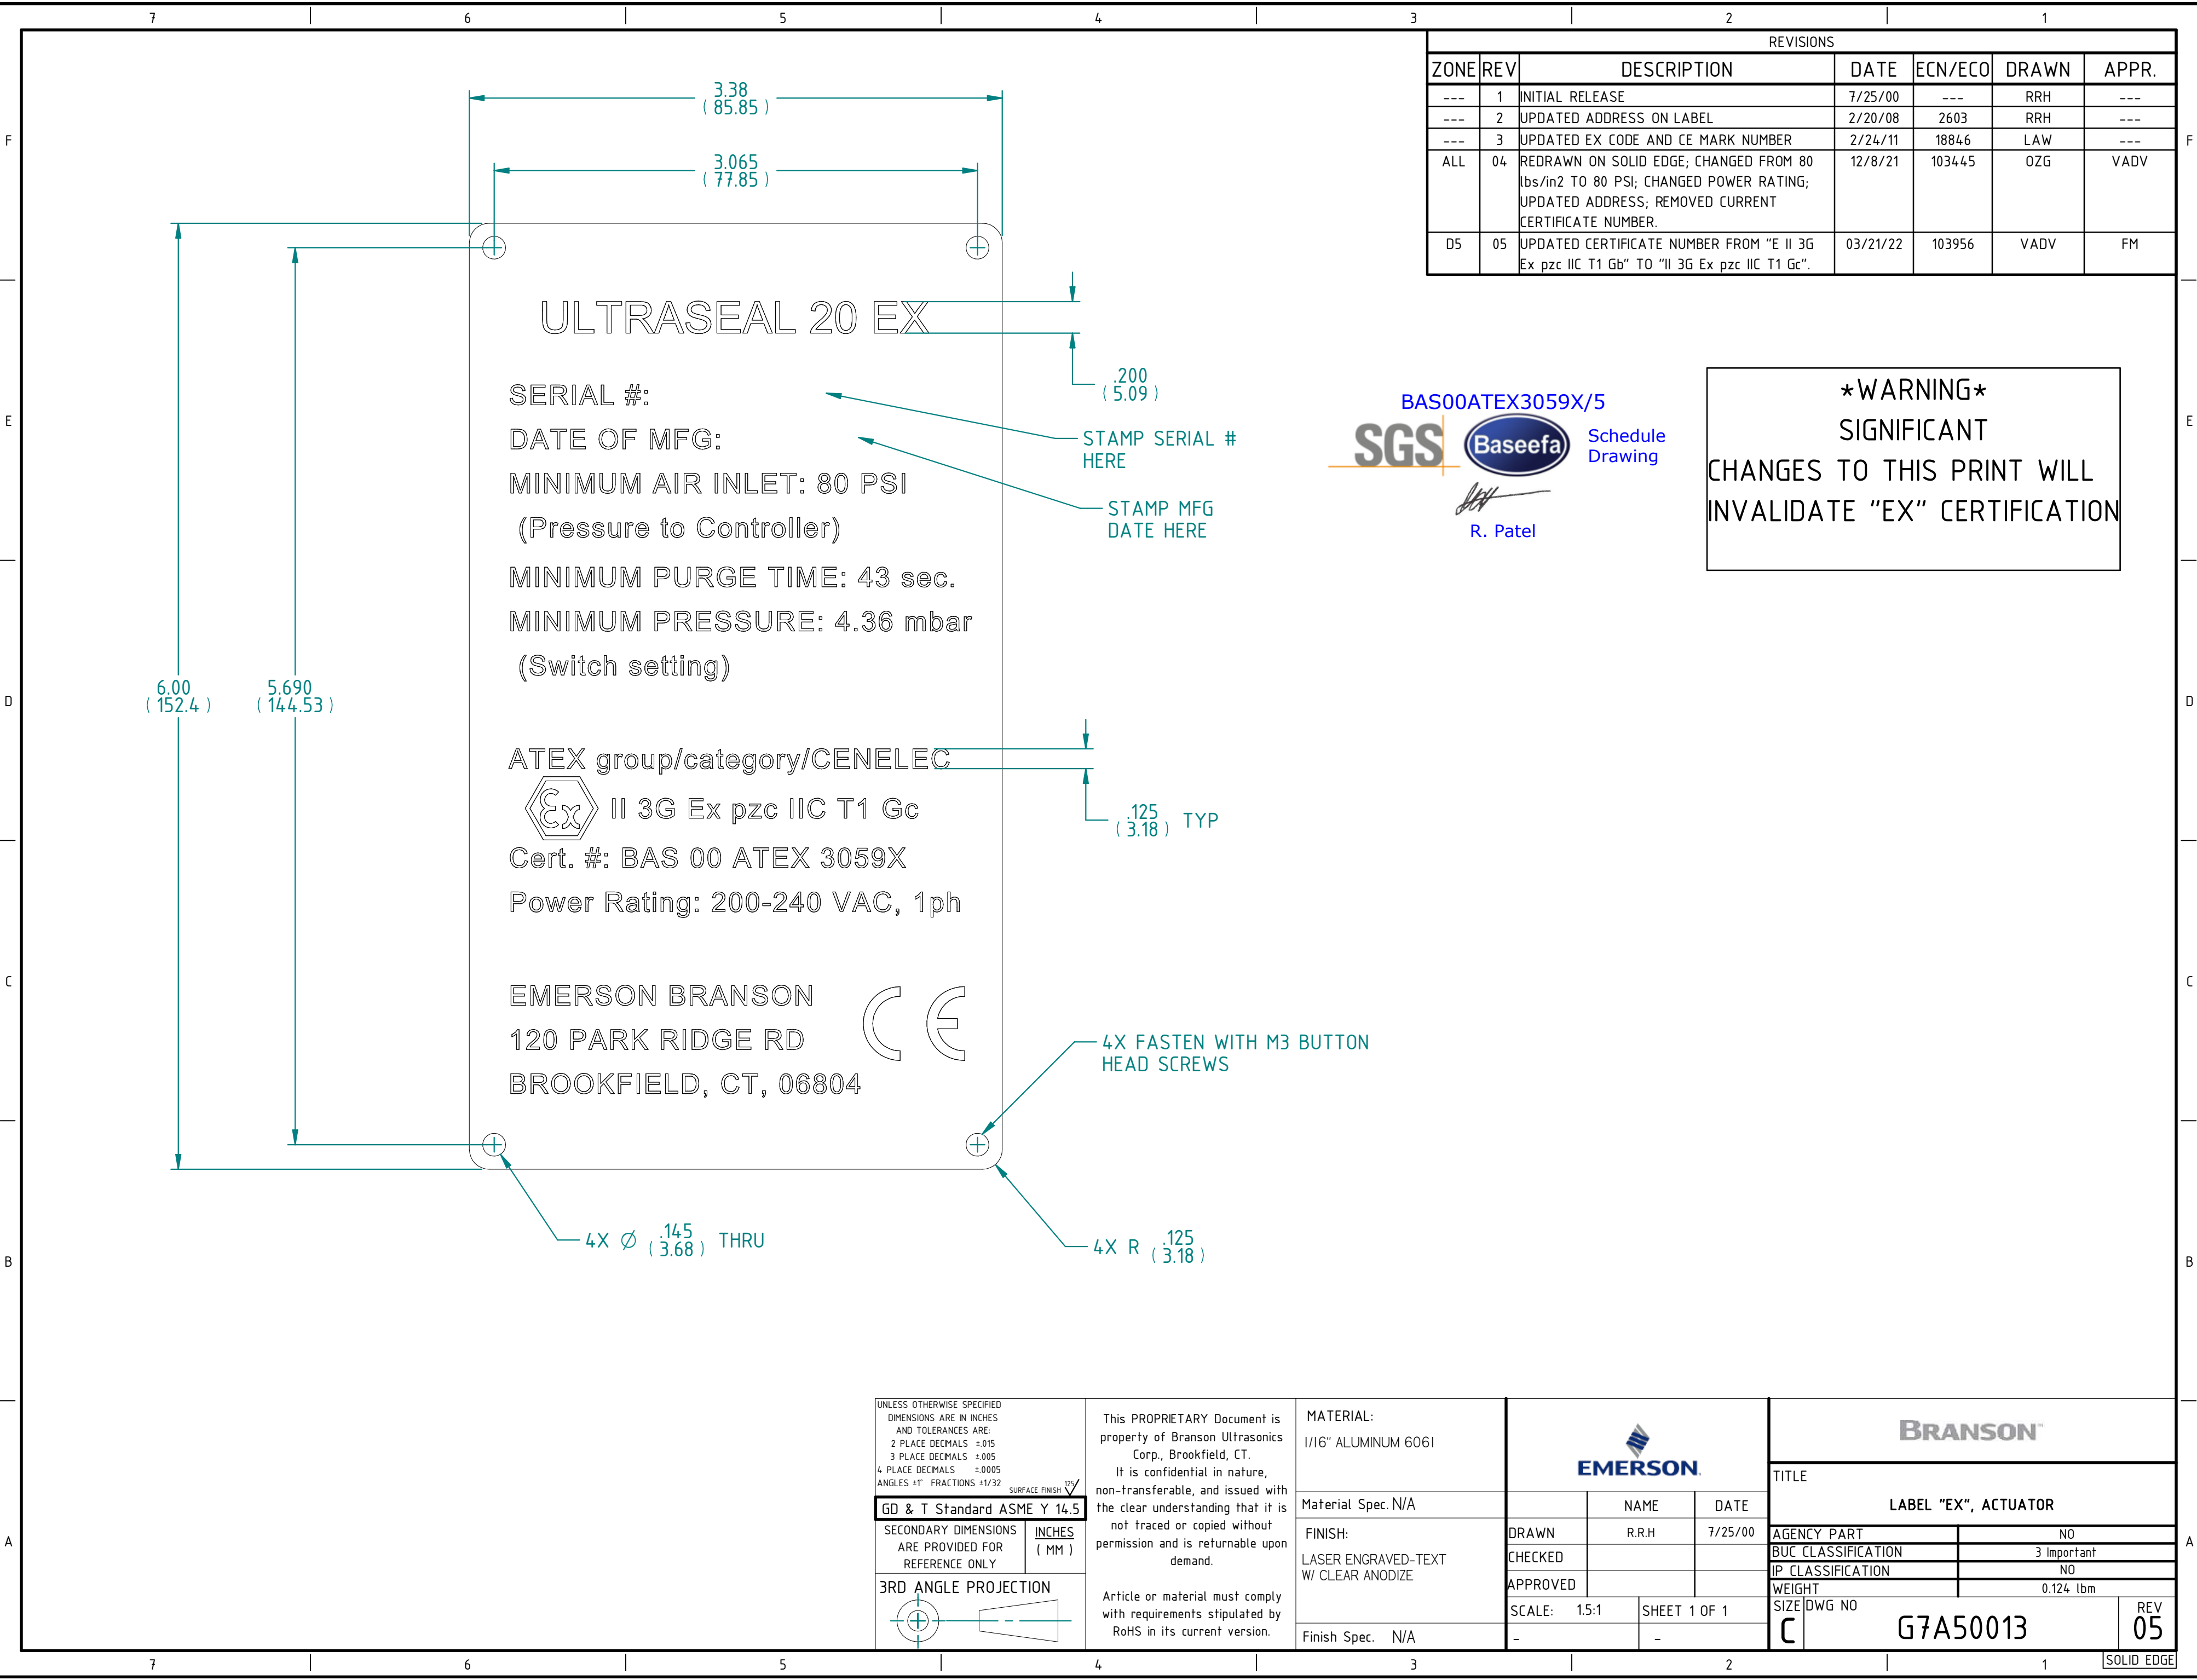 7 6 5 4 3 2 1
REVISIONS
ZONE REV DESCRIPTION DATE ECN/ECO DRAWN APPR.
--- 1 INITIAL RELEASE 7/25/00 --- RRH ---
--- 2 UPDATED ADDRESS ON LABEL 2/20/08 2603 RRH ---
--- 3 UPDATED EX CODE AND CE MARK NUMBER 2/24/11 18846 LAW ---
ALL 04 REDRAWN ON SOLID EDGE; CHANGED FROM 80 12/8/21 103445 OZG VADV
lbs/in2 TO 80 PSI; CHANGED POWER RATING;
UPDATED ADDRESS; REMOVED CURRENT
CERTIFICATE NUMBER.
D5 05 UPDATED CERTIFICATE NUMBER FROM "E II 3G 03/21/22 103956 VADV FM
Ex pzc IIC T1 Gb" TO "II 3G Ex pzc IIC T1 Gc".
F F
E E
D D
C C
B B
A A
3.38
( 85.85 )
3.065
( 77.85 )
6.00
( 152.4 )
5.690
( 144.53 )
ULTRASEAL 20 EX
SERIAL #:
DATE OF MFG:
MINIMUM AIR INLET: 80 PSI
(Pressure to Controller)
MINIMUM PURGE TIME: 43 sec.
MINIMUM PRESSURE: 4.36 mbar
(Switch setting)
ATEX group/category/CENELEC
Ex II 3G Ex pzc IIC T1 Gc
Cert. #: BAS 00 ATEX 3059X
Power Rating: 200-240 VAC, 1ph
EMERSON BRANSON
120 PARK RIDGE RD
BROOKFIELD, CT, 06804
CE
.200
( 5.09 )
STAMP SERIAL #
HERE
STAMP MFG
DATE HERE
.125
( 3.18 ) TYP
4X FASTEN WITH M3 BUTTON
HEAD SCREWS
4X Ø .145
( 3.68 ) THRU
4X R .125
( 3.18 )
BAS00ATEX3059X/5
SGS Baseefa Schedule
Drawing
R. Patel
*WARNING*
SIGNIFICANT
CHANGES TO THIS PRINT WILL
INVALIDATE "EX" CERTIFICATION
UNLESS OTHERWISE SPECIFIED
DIMENSIONS ARE IN INCHES
AND TOLERANCES ARE:
2 PLACE DECIMALS ±.015
3 PLACE DECIMALS ±.005
4 PLACE DECIMALS ±.0005
ANGLES ±1° FRACTIONS ±1/32
SURFACE FINISH 125
GD & T Standard ASME Y 14.5
SECONDARY DIMENSIONS
ARE PROVIDED FOR
REFERENCE ONLY
INCHES
( MM )
3RD ANGLE PROJECTION
This PROPRIETARY Document is
property of Branson Ultrasonics
Corp., Brookfield, CT.
It is confidential in nature,
non-transferable, and issued with
the clear understanding that it is
not traced or copied without
permission and is returnable upon
demand.
Article or material must comply
with requirements stipulated by
RoHS in its current version.
MATERIAL:
1/16" ALUMINUM 6061
Material Spec. N/A
FINISH:
LASER ENGRAVED-TEXT
W/ CLEAR ANODIZE
Finish Spec. N/A
EMERSON.
NAME DATE
DRAWN R.R.H 7/25/00
CHECKED
APPROVED
SCALE: 1.5:1 SHEET 1 OF 1
- -
BRANSON™
TITLE
LABEL "EX", ACTUATOR
AGENCY PART NO
BUC CLASSIFICATION 3 Important
IP CLASSIFICATION NO
WEIGHT 0.124 lbm
SIZE DWG NO REV
C G7A50013 05
SOLID EDGE
7 6 5 4 3 2 1